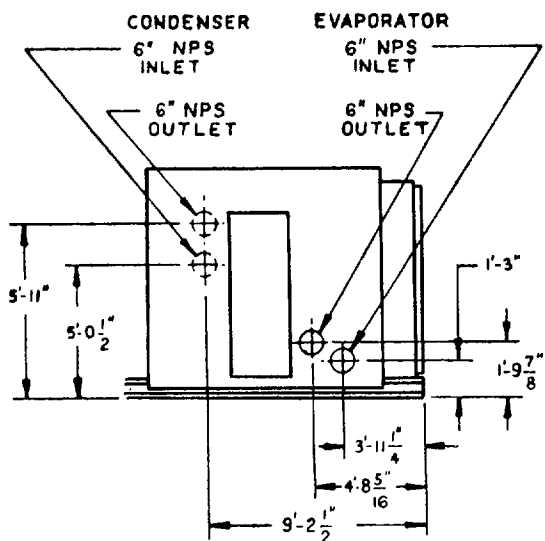 CONDENSER
6" NPS
INLET
6" NPS
OUTLET
EVAPORATOR
6" NPS
INLET
6" NPS
OUTLET
5'-11"
5'-0 1/2"
1'-3"
1'-9 7/8"
3'-11 1/4"
4'-8 5/16"
9'-2 1/2"